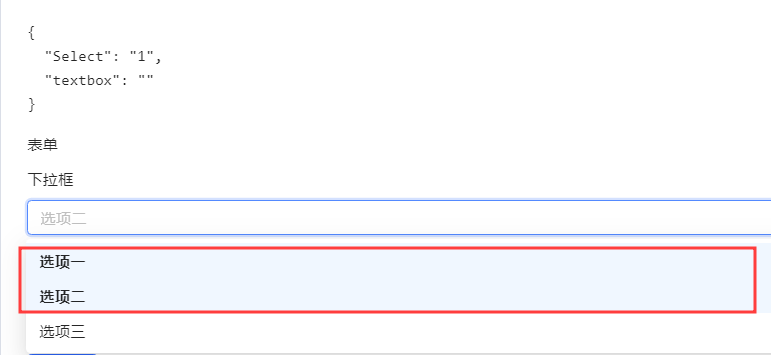 {
"Select": "1",
"textbox": ""
}
表单
下拉框
选项二
选项一
选项二
选项三